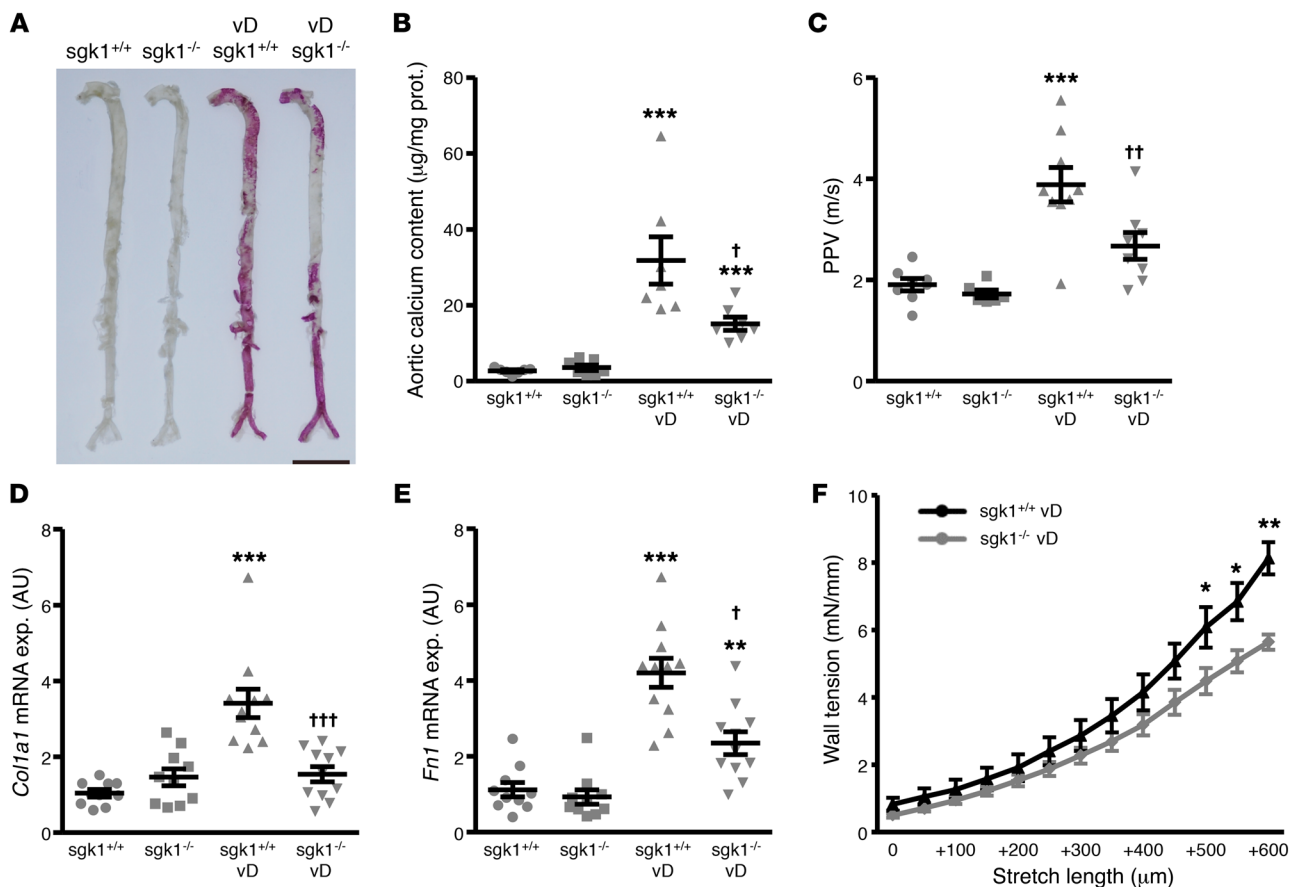 A
vD vD
sgk1+/+ sgk1-/- sgk1+/+ sgk1-/-
B
Aortic calcium content (μg/mg prot.)
80
60
40
20
0
***
†
***
sgk1+/+ sgk1-/- sgk1+/+ sgk1-/-
vD vD
C
PPV (m/s)
6
4
2
0
***
††
sgk1+/+ sgk1-/- sgk1+/+ sgk1-/-
vD vD
D
Col1a1 mRNA exp. (AU)
8
6
4
2
0
***
†††
sgk1+/+ sgk1-/- sgk1+/+ sgk1-/-
vD vD
E
Fn1 mRNA exp. (AU)
8
6
4
2
0
***
†
**
sgk1+/+ sgk1-/- sgk1+/+ sgk1-/-
vD vD
F
Wall tension (mN/mm)
10
8
6
4
2
0
sgk1+/+ vD
sgk1-/- vD
* * **
0 +100 +200 +300 +400 +500 +600
Stretch length (μm)